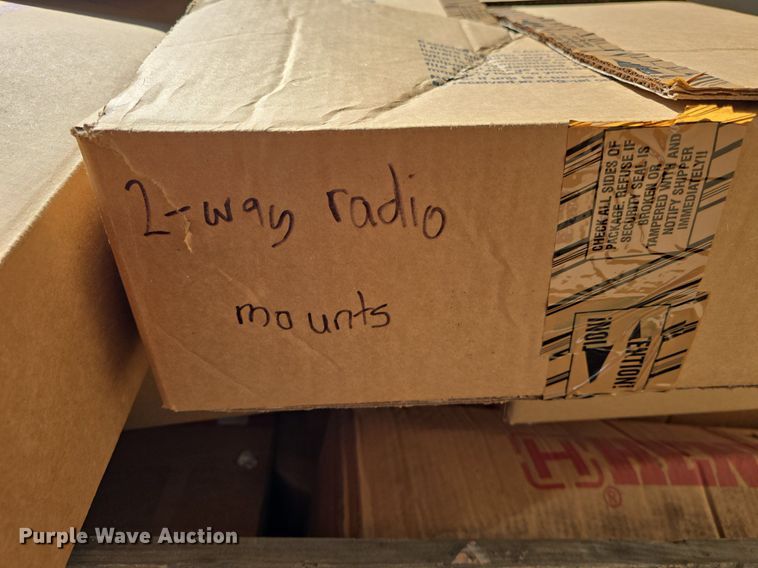 2-way radio
mounts
CHECK ALL SIDES OF
PACKAGE. REFUSE IF
SECURITY SEAL IS
BROKEN OR
TAMPERED WITH AND
NOTIFY SHIPPER
IMMEDIATELY!!
H
®
Purple Wave Auction